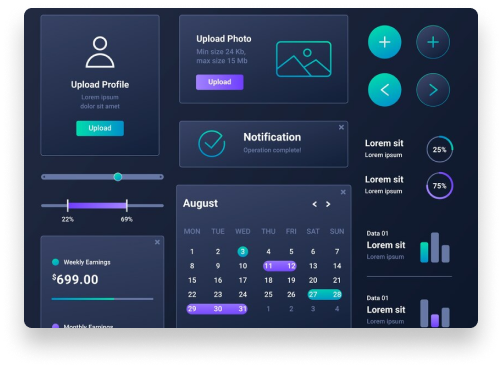 Upload Profile
Lorem ipsum
dolor sit amet
Upload
22%
69%
Weekly Earnings
$699.00
Monthly Earnings
Upload Photo
Min size 24 Kb,
max size 15 Mb
Upload
Notification
Operation complete!
August
MON TUE WED THU FRI SAT SUN
1 2 3 4 5 6 7
8 9 10 11 12 13 14
15 16 17 18 19 20 21
22 23 24 25 26 27 28
29 30 31 1 2 3 4
Lorem sit
Lorem ipsum
25%
Lorem sit
Lorem ipsum
75%
Data 01
Lorem sit
Lorem ipsum
Data 01
Lorem sit
Lorem ipsum